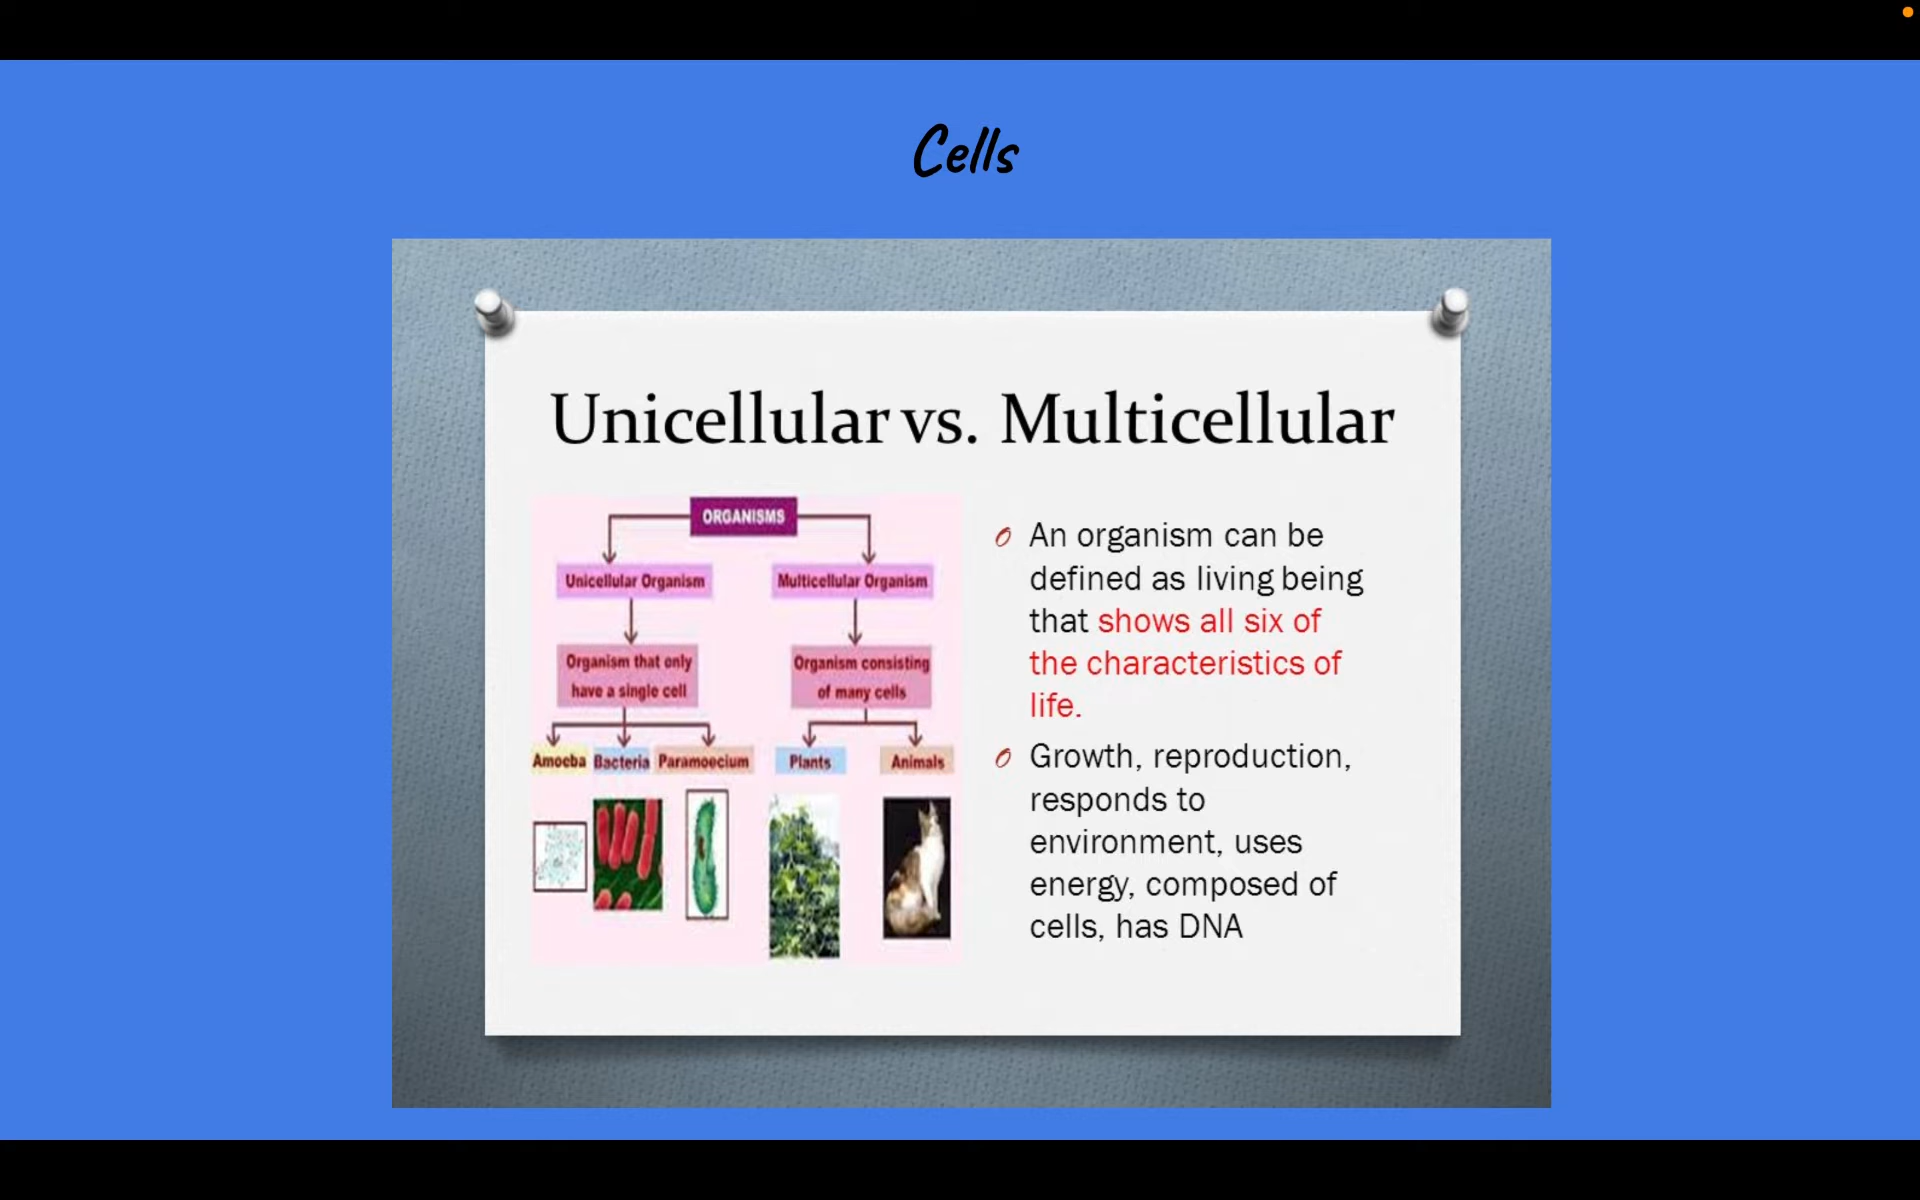 Cells
Unicellular vs. Multicellular
ORGANISMS
Unicellular Organism
Multicellular Organism
Organism that only
have a single cell
Organism consisting
of many cells
Amoeba
Bacteria
Paramoecium
Plants
Animals
An organism can be
defined as living being
that shows all six of
the characteristics of
life.
Growth, reproduction,
responds to
environment, uses
energy, composed of
cells, has DNA